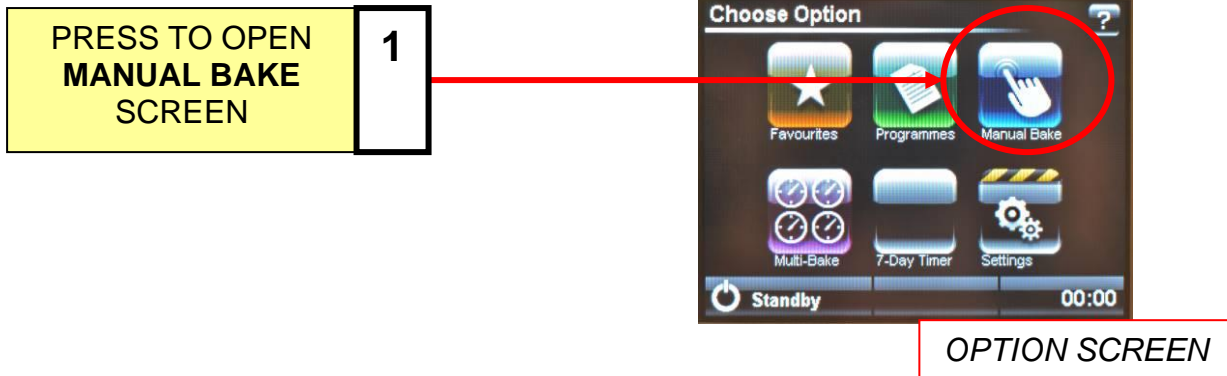 PRESS TO OPEN
MANUAL BAKE
SCREEN
1
Choose Option
?
Favourites
Programmes
Manual Bake
Multi-Bake
7-Day Timer
Settings
Standby
00:00
OPTION SCREEN